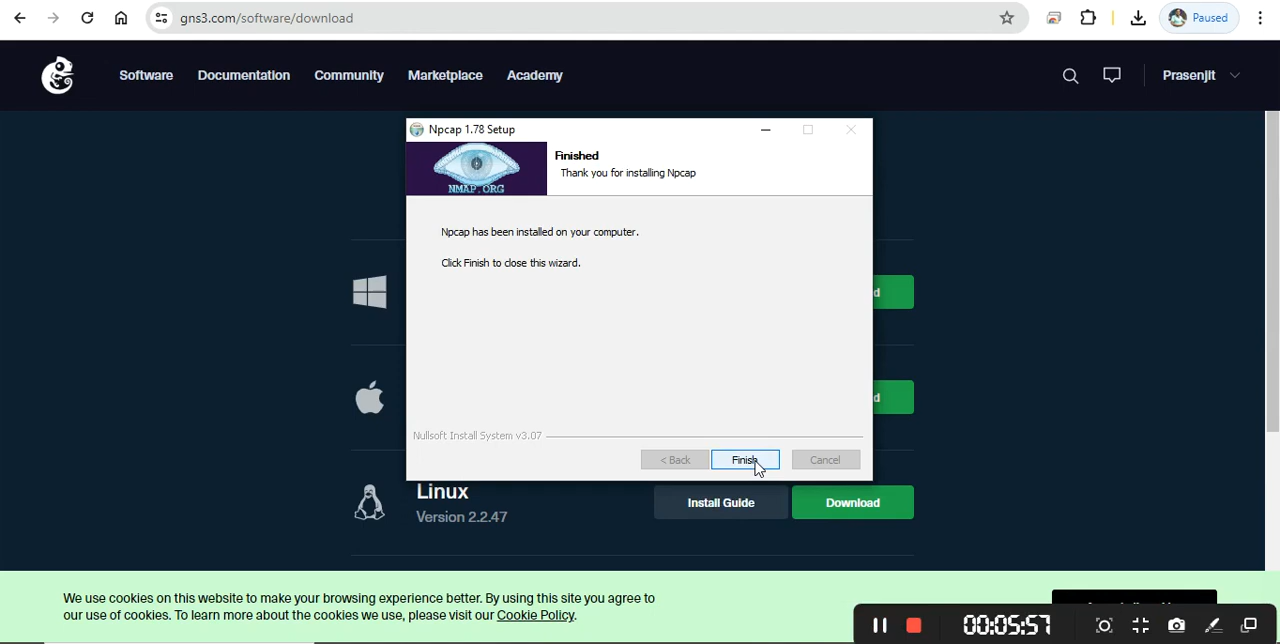 gns3.com/software/download
Paused
Software Documentation Community Marketplace Academy
Prasenjit
Npcap 1.78 Setup
NMAP.ORG
Finished
Thank you for installing Npcap
Npcap has been installed on your computer.
Click Finish to close this wizard.
Nullsoft Install System v3.07
< Back Finish Cancel
Linux
Version 2.2.47
Install Guide
Download
We use cookies on this website to make your browsing experience better. By using this site you agree to
our use of cookies. To learn more about the cookies we use, please visit our Cookie Policy.
00:05:57